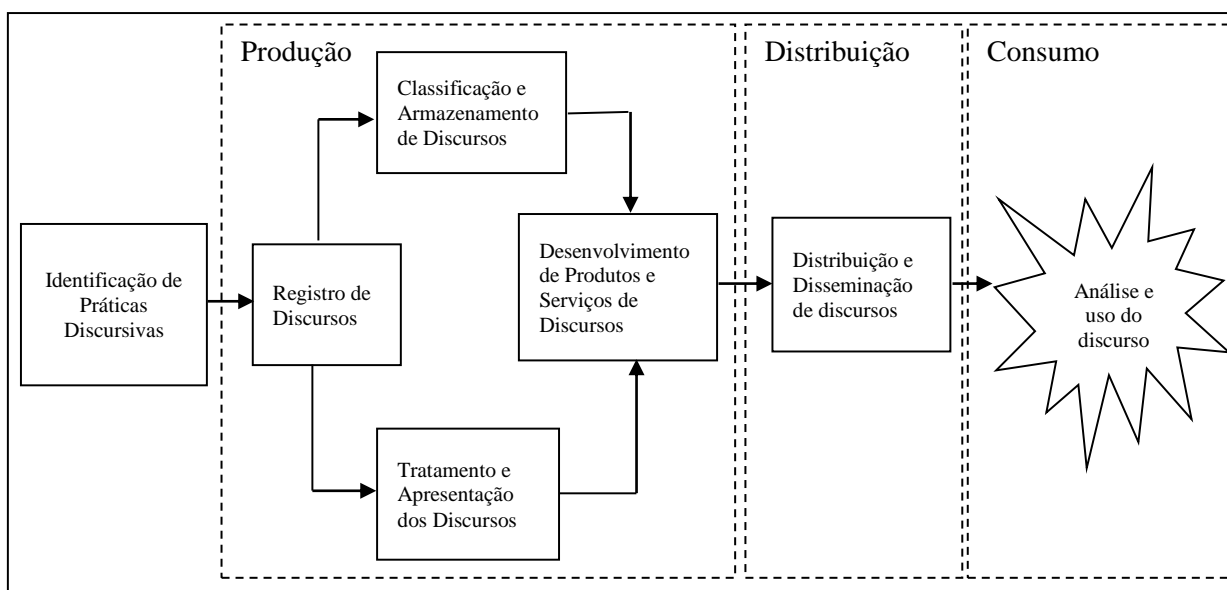 Produção
Distribuição
Consumo
Identificação de
Práticas
Discursivas
Registro de
Discursos
Classificação e
Armazenamento
de Discursos
Tratamento e
Apresentação
dos Discursos
Desenvolvimento
de Produtos e
Serviços de
Discursos
Distribuição e
Disseminação
de discursos
Análise e
uso do
discurso